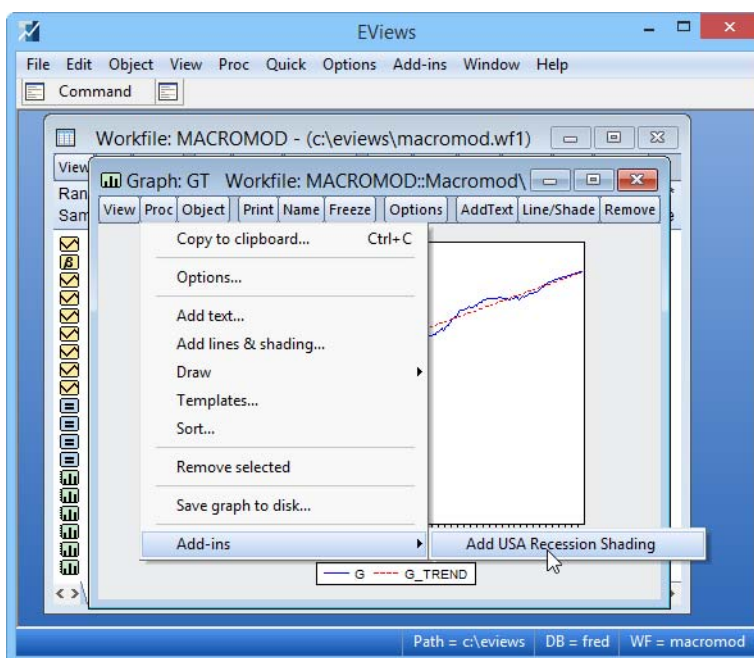 EViews
File Edit Object View Proc Quick Options Add-ins Window Help
Command
Workfile: MACROMOD - (c:\eviews\macromod.wf1)
View
Graph: GT Workfile: MACROMOD::Macromod\
Ran
Sam
View Proc Object Print Name Freeze Options AddText Line/Shade Remove
Copy to clipboard... Ctrl+C
Options...
Add text...
Add lines & shading...
Draw
Templates...
Sort...
Remove selected
Save graph to disk...
Add-ins
Add USA Recession Shading
G G_TREND
Path = c:\eviews DB = fred WF = macromod